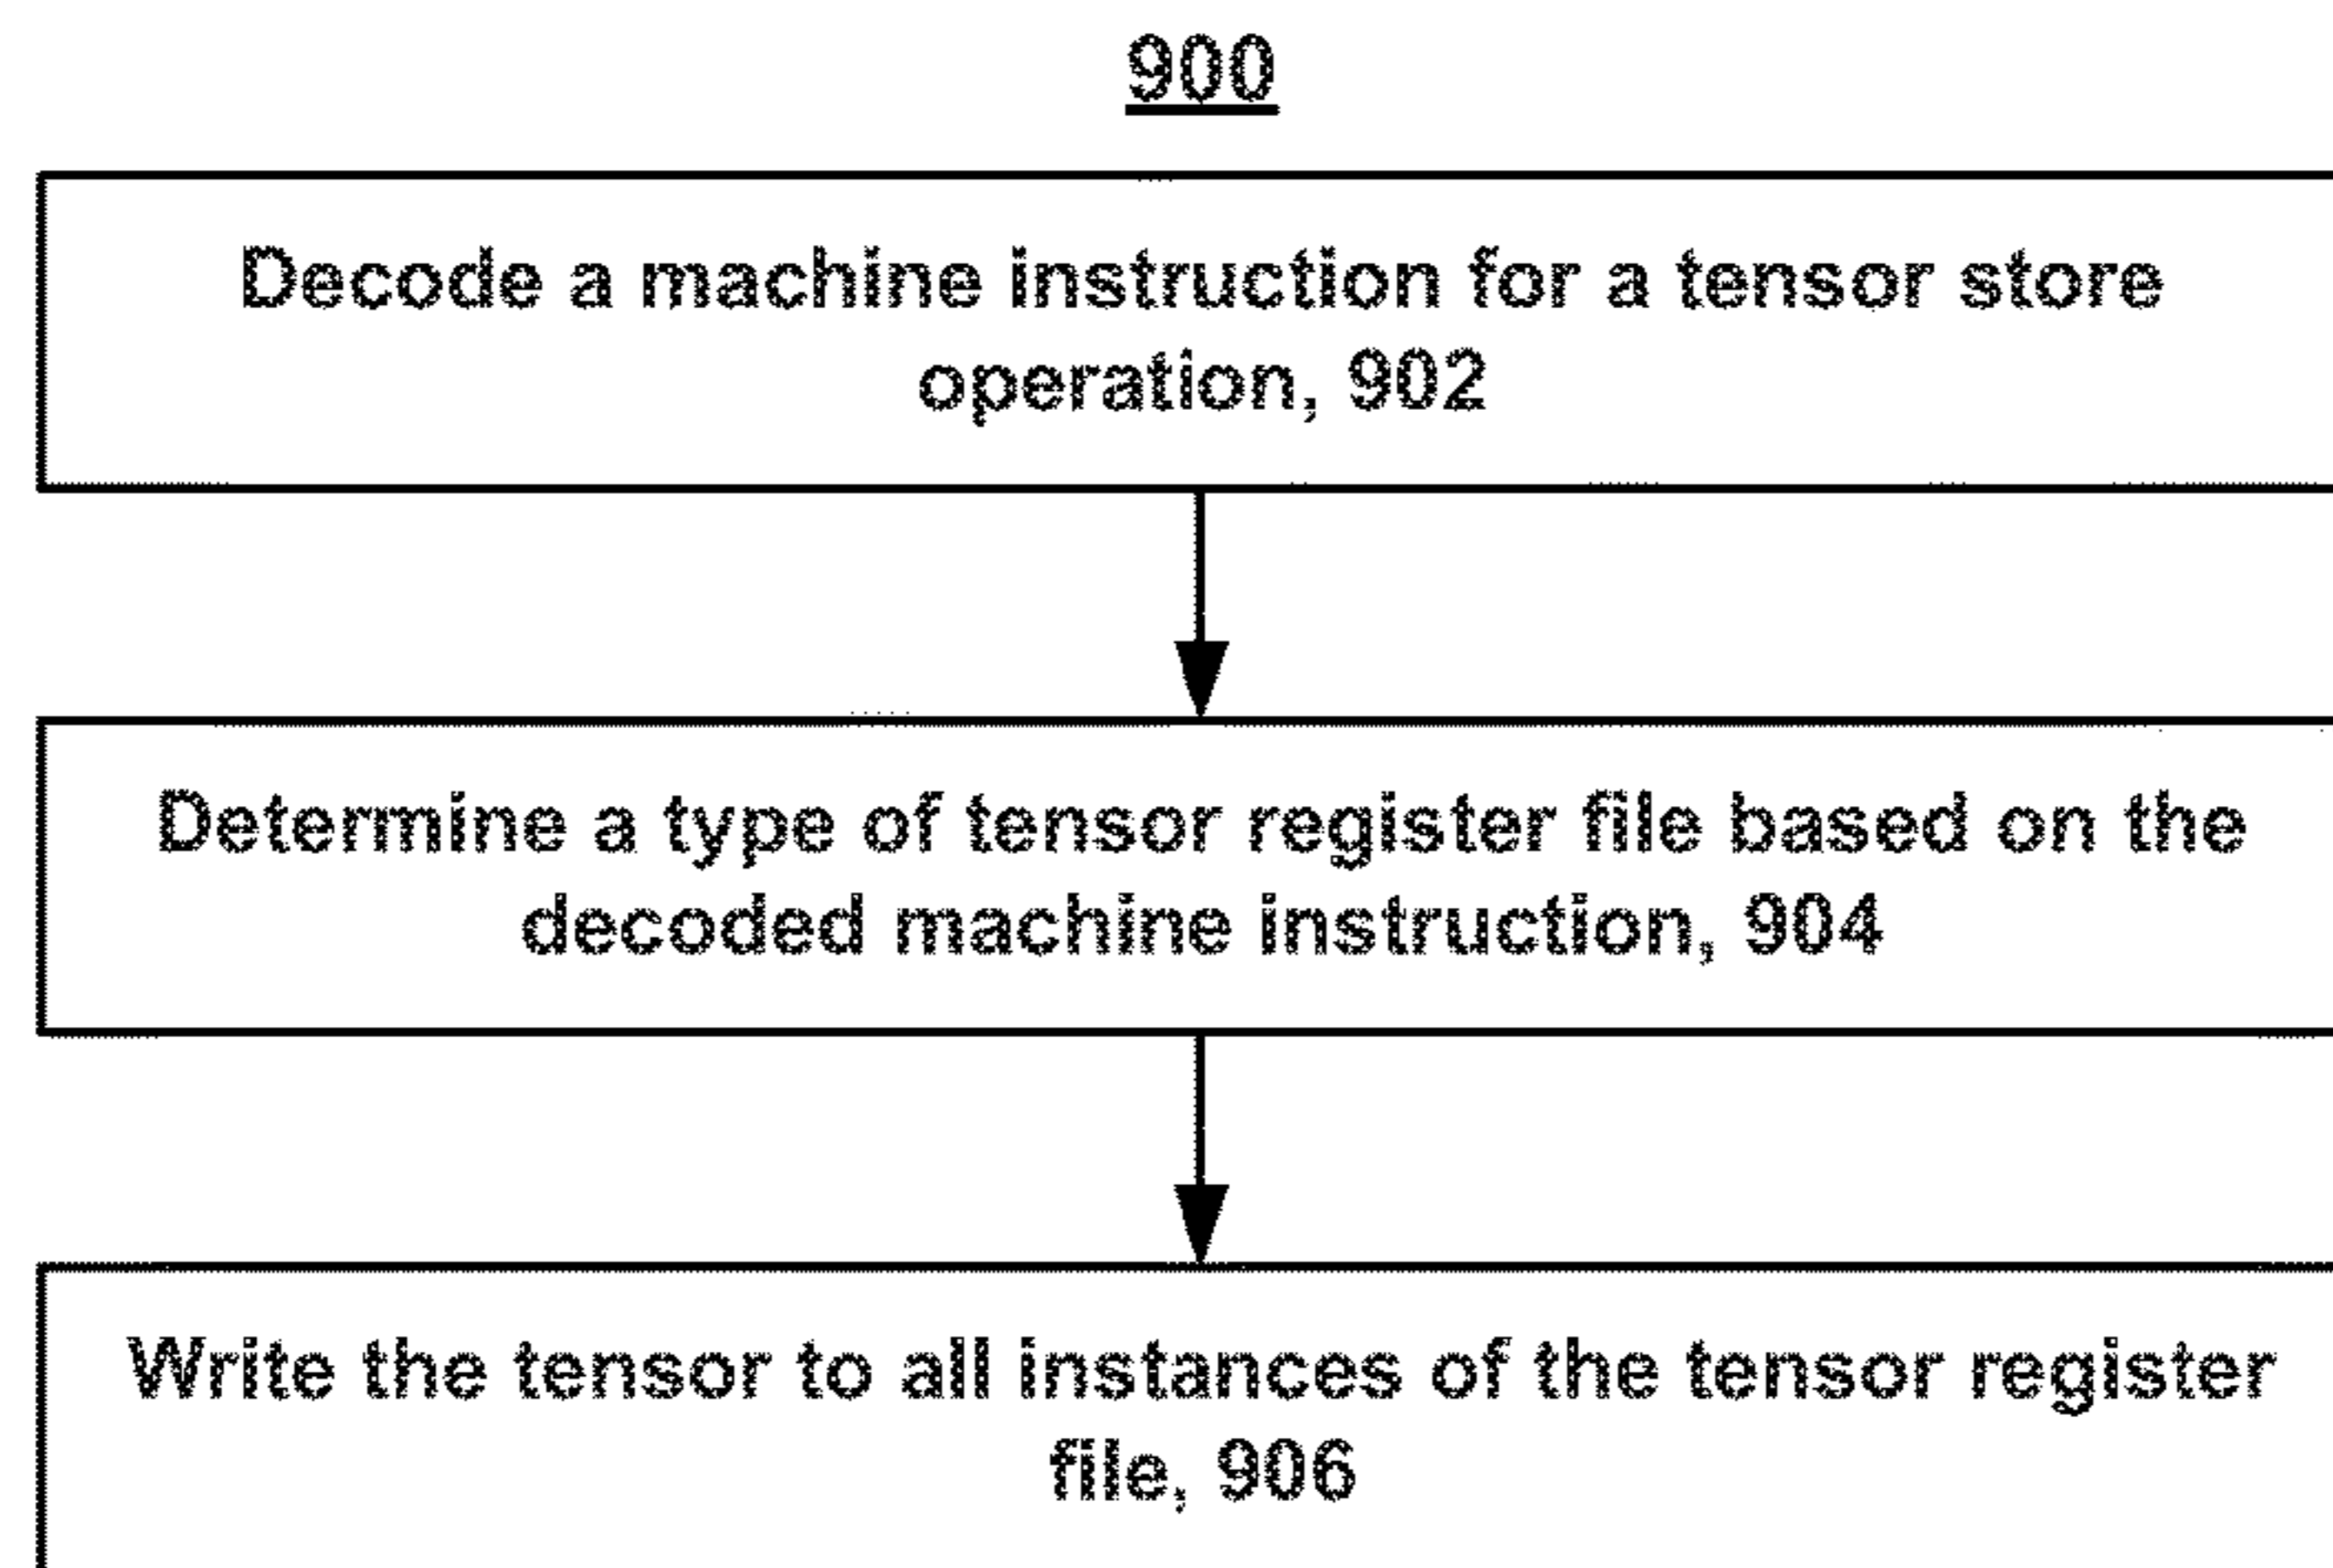 900
Decode a machine instruction for a tensor store
operation, 902
Determine a type of tensor register file based on the
decoded machine instruction, 904
Write the tensor to all instances of the tensor register
file, 906